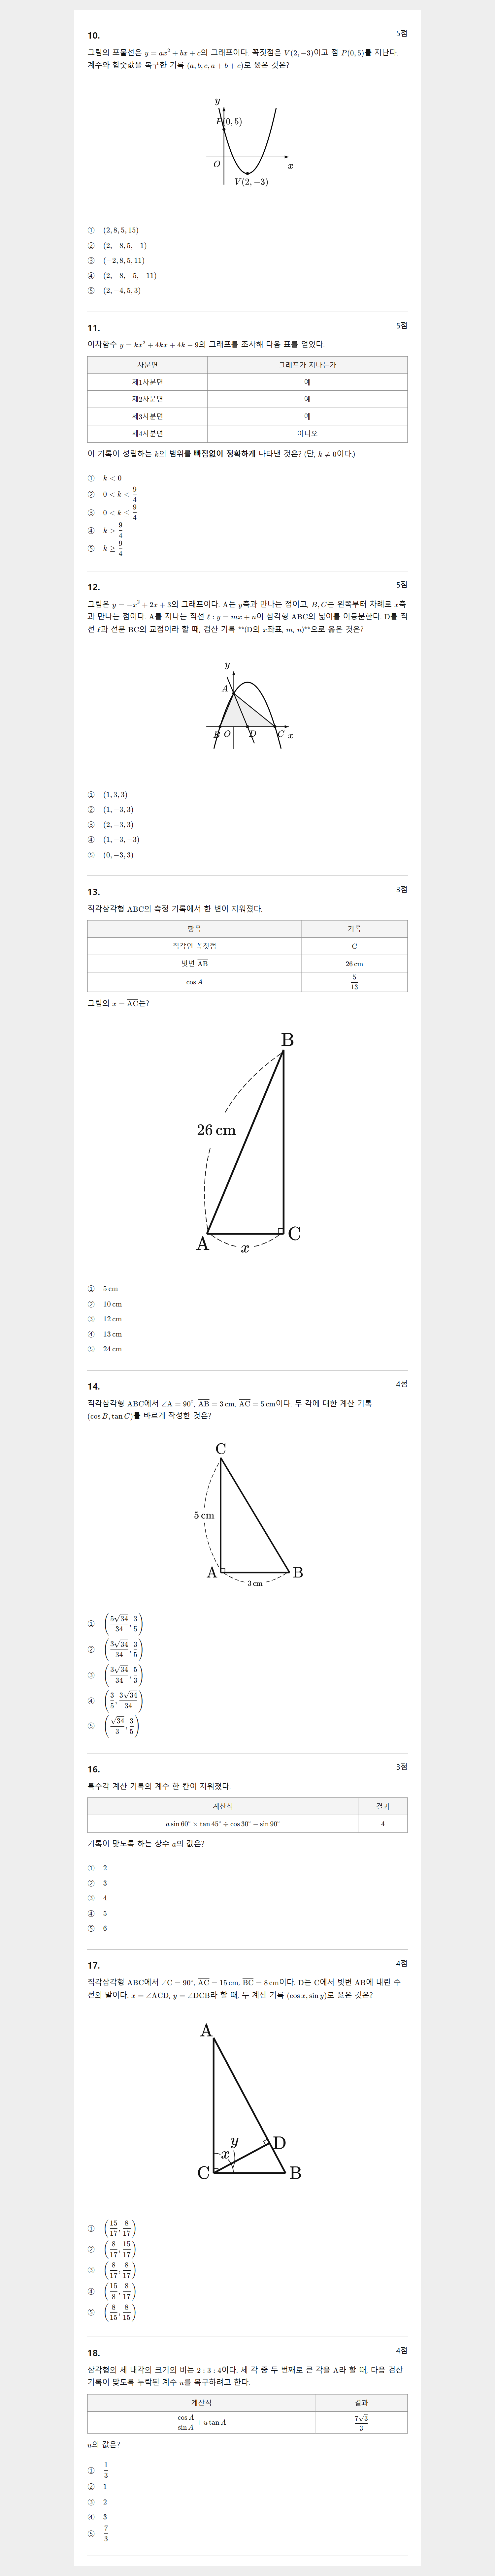 10.
5점
그림의 포물선은 y = ax² + bx + c의 그래프이다. 꼭짓점은 V(2, −3)이고 점 P(0, 5)를 지난다.
계수와 함숫값을 복구한 기록 (a, b, c, a + b + c)로 옳은 것은?
y
P(0, 5)
O
x
V(2, −3)
① (2, 8, 5, 15)
② (2, −8, 5, −1)
③ (−2, 8, 5, 11)
④ (2, −8, −5, −11)
⑤ (2, −4, 5, 3)
11.
5점
이차함수 y = kx² + 4kx + 4k − 9의 그래프를 조사해 다음 표를 얻었다.
사분면 그래프가 지나는가
제1사분면 예
제2사분면 예
제3사분면 예
제4사분면 아니오
이 기록이 성립하는 k의 범위를 빠짐없이 정확하게 나타낸 것은? (단, k ≠ 0이다.)
① k < 0
② 0 < k < 9/4
③ 0 < k ≤ 9/4
④ k > 9/4
⑤ k ≥ 9/4
12.
5점
그림은 y = −x² + 2x + 3의 그래프이다. A는 y축과 만나는 점이고, B, C는 왼쪽부터 차례로 x축
과 만나는 점이다. A를 지나는 직선 ℓ : y = mx + n이 삼각형 ABC의 넓이를 이등분한다. D를 직
선 ℓ과 선분 BC의 교점이라 할 때, 검산 기록 **(D의 x좌표, m, n)**으로 옳은 것은?
y
A
B O D C x
① (1, 3, 3)
② (1, −3, 3)
③ (2, −3, 3)
④ (1, −3, −3)
⑤ (0, −3, 3)
13.
3점
직각삼각형 ABC의 측정 기록에서 한 변이 지워졌다.
항목 기록
직각인 꼭짓점 C
빗변 AB 26 cm
cos A 5/13
그림의 x = AC는?
B
26 cm
A
C
x
① 5 cm
② 10 cm
③ 12 cm
④ 13 cm
⑤ 24 cm
14.
4점
직각삼각형 ABC에서 ∠A = 90°, AB = 3 cm, AC = 5 cm이다. 두 각에 대한 계산 기록
(cos B, tan C)를 바르게 작성한 것은?
C
5 cm
A
B
3 cm
① (5√34/34, 3/5)
② (3√34/34, 3/5)
③ (3√34/34, 5/3)
④ (3/5, 3√34/34)
⑤ (√34/3, 3/5)
16.
3점
특수각 계산 기록의 계수 한 칸이 지워졌다.
계산식 결과
a sin 60° × tan 45° ÷ cos 30° − sin 90° 4
기록이 맞도록 하는 상수 a의 값은?
① 2
② 3
③ 4
④ 5
⑤ 6
17.
4점
직각삼각형 ABC에서 ∠C = 90°, AC = 15 cm, BC = 8 cm이다. D는 C에서 빗변 AB에 내린 수
선의 발이다. x = ∠ACD, y = ∠DCB라 할 때, 두 계산 기록 (cos x, sin y)로 옳은 것은?
A
y
x
D
C
B
① (15/17, 8/17)
② (8/17, 15/17)
③ (8/17, 8/17)
④ (15/8, 8/17)
⑤ (8/15, 8/15)
18.
4점
삼각형의 세 내각의 크기의 비는 2 : 3 : 4이다. 세 각 중 두 번째로 큰 각을 A라 할 때, 다음 검산
기록이 맞도록 누락된 계수 u를 복구하려고 한다.
계산식 결과
cos A/sin A + u tan A 7√3/3
u의 값은?
① 1/3
② 1
③ 2
④ 3
⑤ 7/3